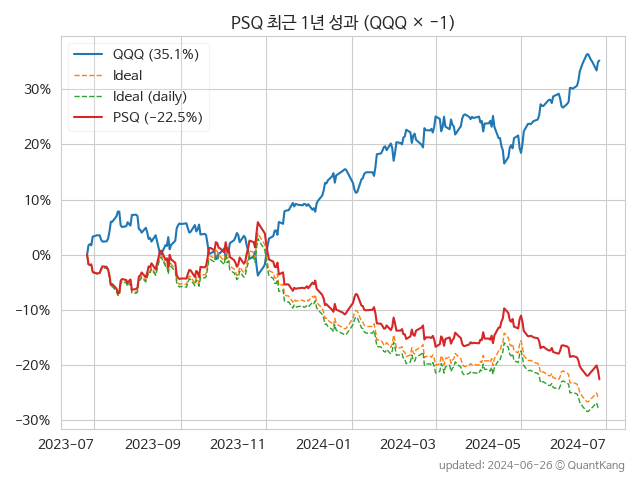 PSQ 최근 1년 성과 (QQQ × −1)
QQQ (35.1%)
Ideal
Ideal (daily)
PSQ (−22.5%)
30%
20%
10%
0%
−10%
−20%
−30%
2023−07
2023−09
2023−11
2024−01
2024−03
2024−05
2024−07
updated: 2024-06-26 © QuantKang